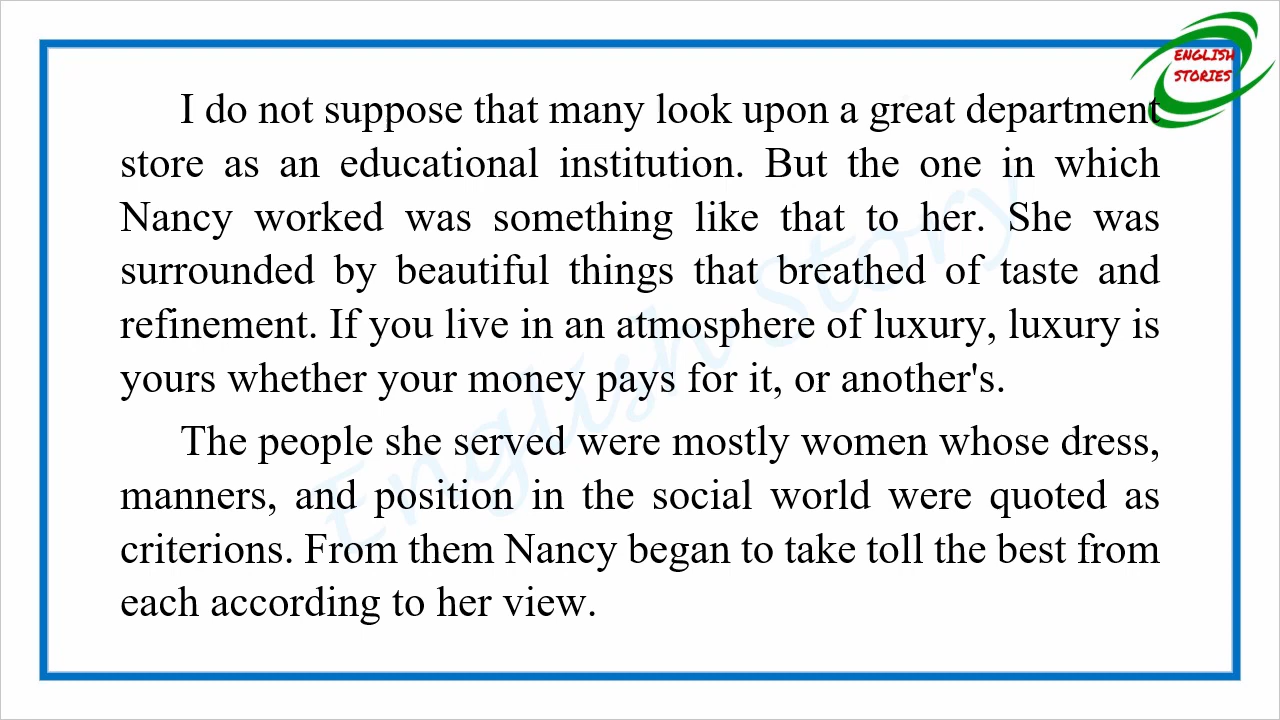 ENGLISH
STORIES
I do not suppose that many look upon a great department
store as an educational institution. But the one in which
Nancy worked was something like that to her. She was
surrounded by beautiful things that breathed of taste and
refinement. If you live in an atmosphere of luxury, luxury is
yours whether your money pays for it, or another's.
The people she served were mostly women whose dress,
manners, and position in the social world were quoted as
criterions. From them Nancy began to take toll the best from
each according to her view.
English Story